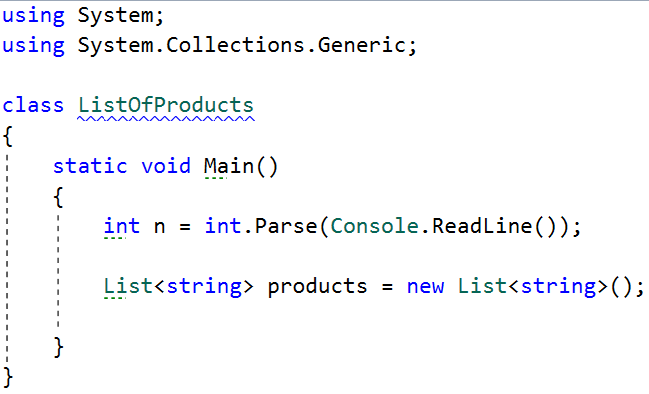 using System;
using System.Collections.Generic;
class ListOfProducts
{
static void Main()
{
int n = int.Parse(Console.ReadLine());
List<string> products = new List<string>();
}
}